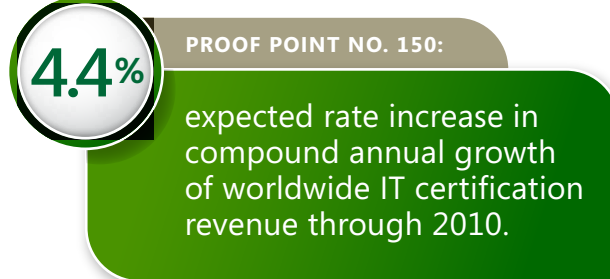 4.4%
PROOF POINT NO. 150:
expected rate increase in
compound annual growth
of worldwide IT certification
revenue through 2010.